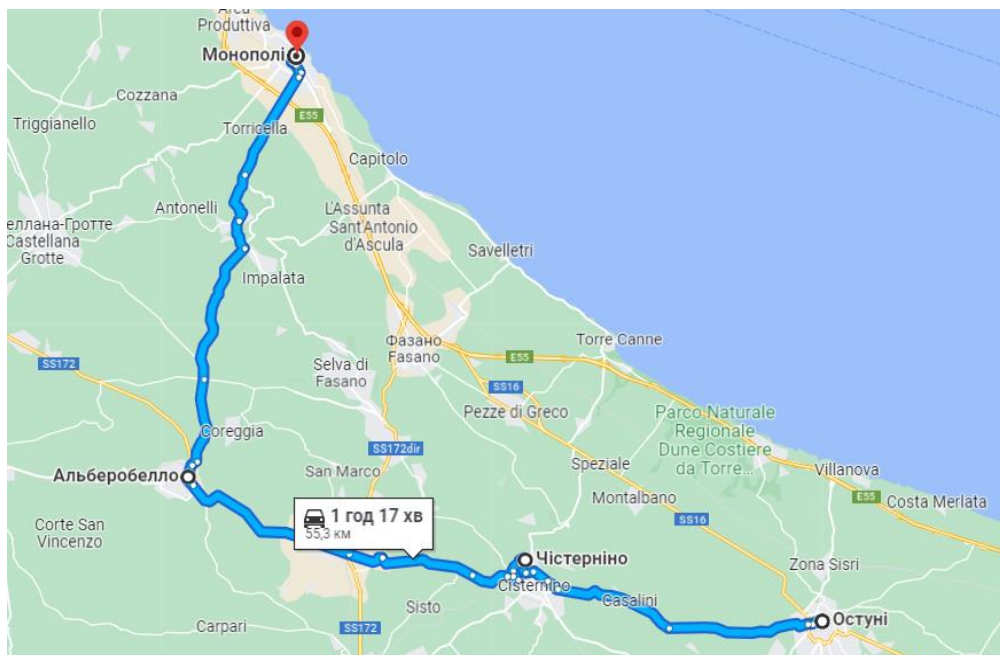 Area
Produttiva
Монополі
Cozzana
E55
Triggianello
Torricella
Capitolo
Antonelli
L'Assunta
Sant'Antonio
d'Ascula
еллана-Гротте
Castellana
Grotte
Savelletri
Impalata
Фазано
Fasano
Torre Canne
E55
SS172
Selva di
Fasano
SS16
Pezze di Greco
Parco Naturale
Regionale
Dune Costiere
da Torre...
Coreggia
SS172dir
Альберобелло
San Marco
Speziale
Villanova
E55
Costa Merlata
Montalbano
Corte San
Vincenzo
1 год 17 хв
55,3 км
SS16
Чістерніно
Cisternino
Zona Sisri
Sisto
Casalini
Остуні
Carpari
SS172